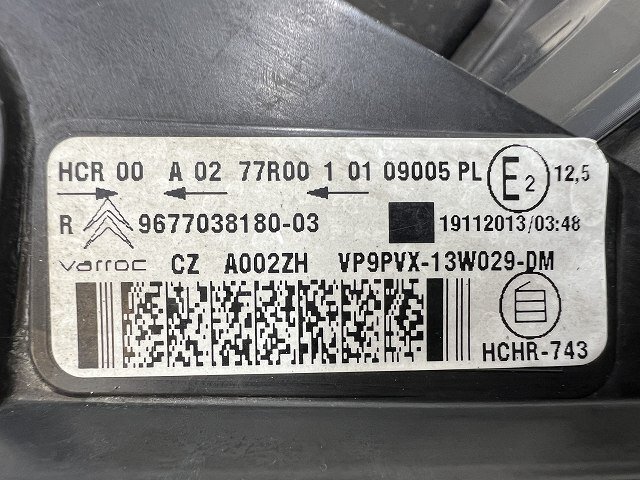 HCR 00 A 02 77R00 1 01 09005 PL E2 12,5
R 9677038180-03 19112013/03:48
varroc CZ A002ZH VP9PVX-13W029-DM
HCHR-743